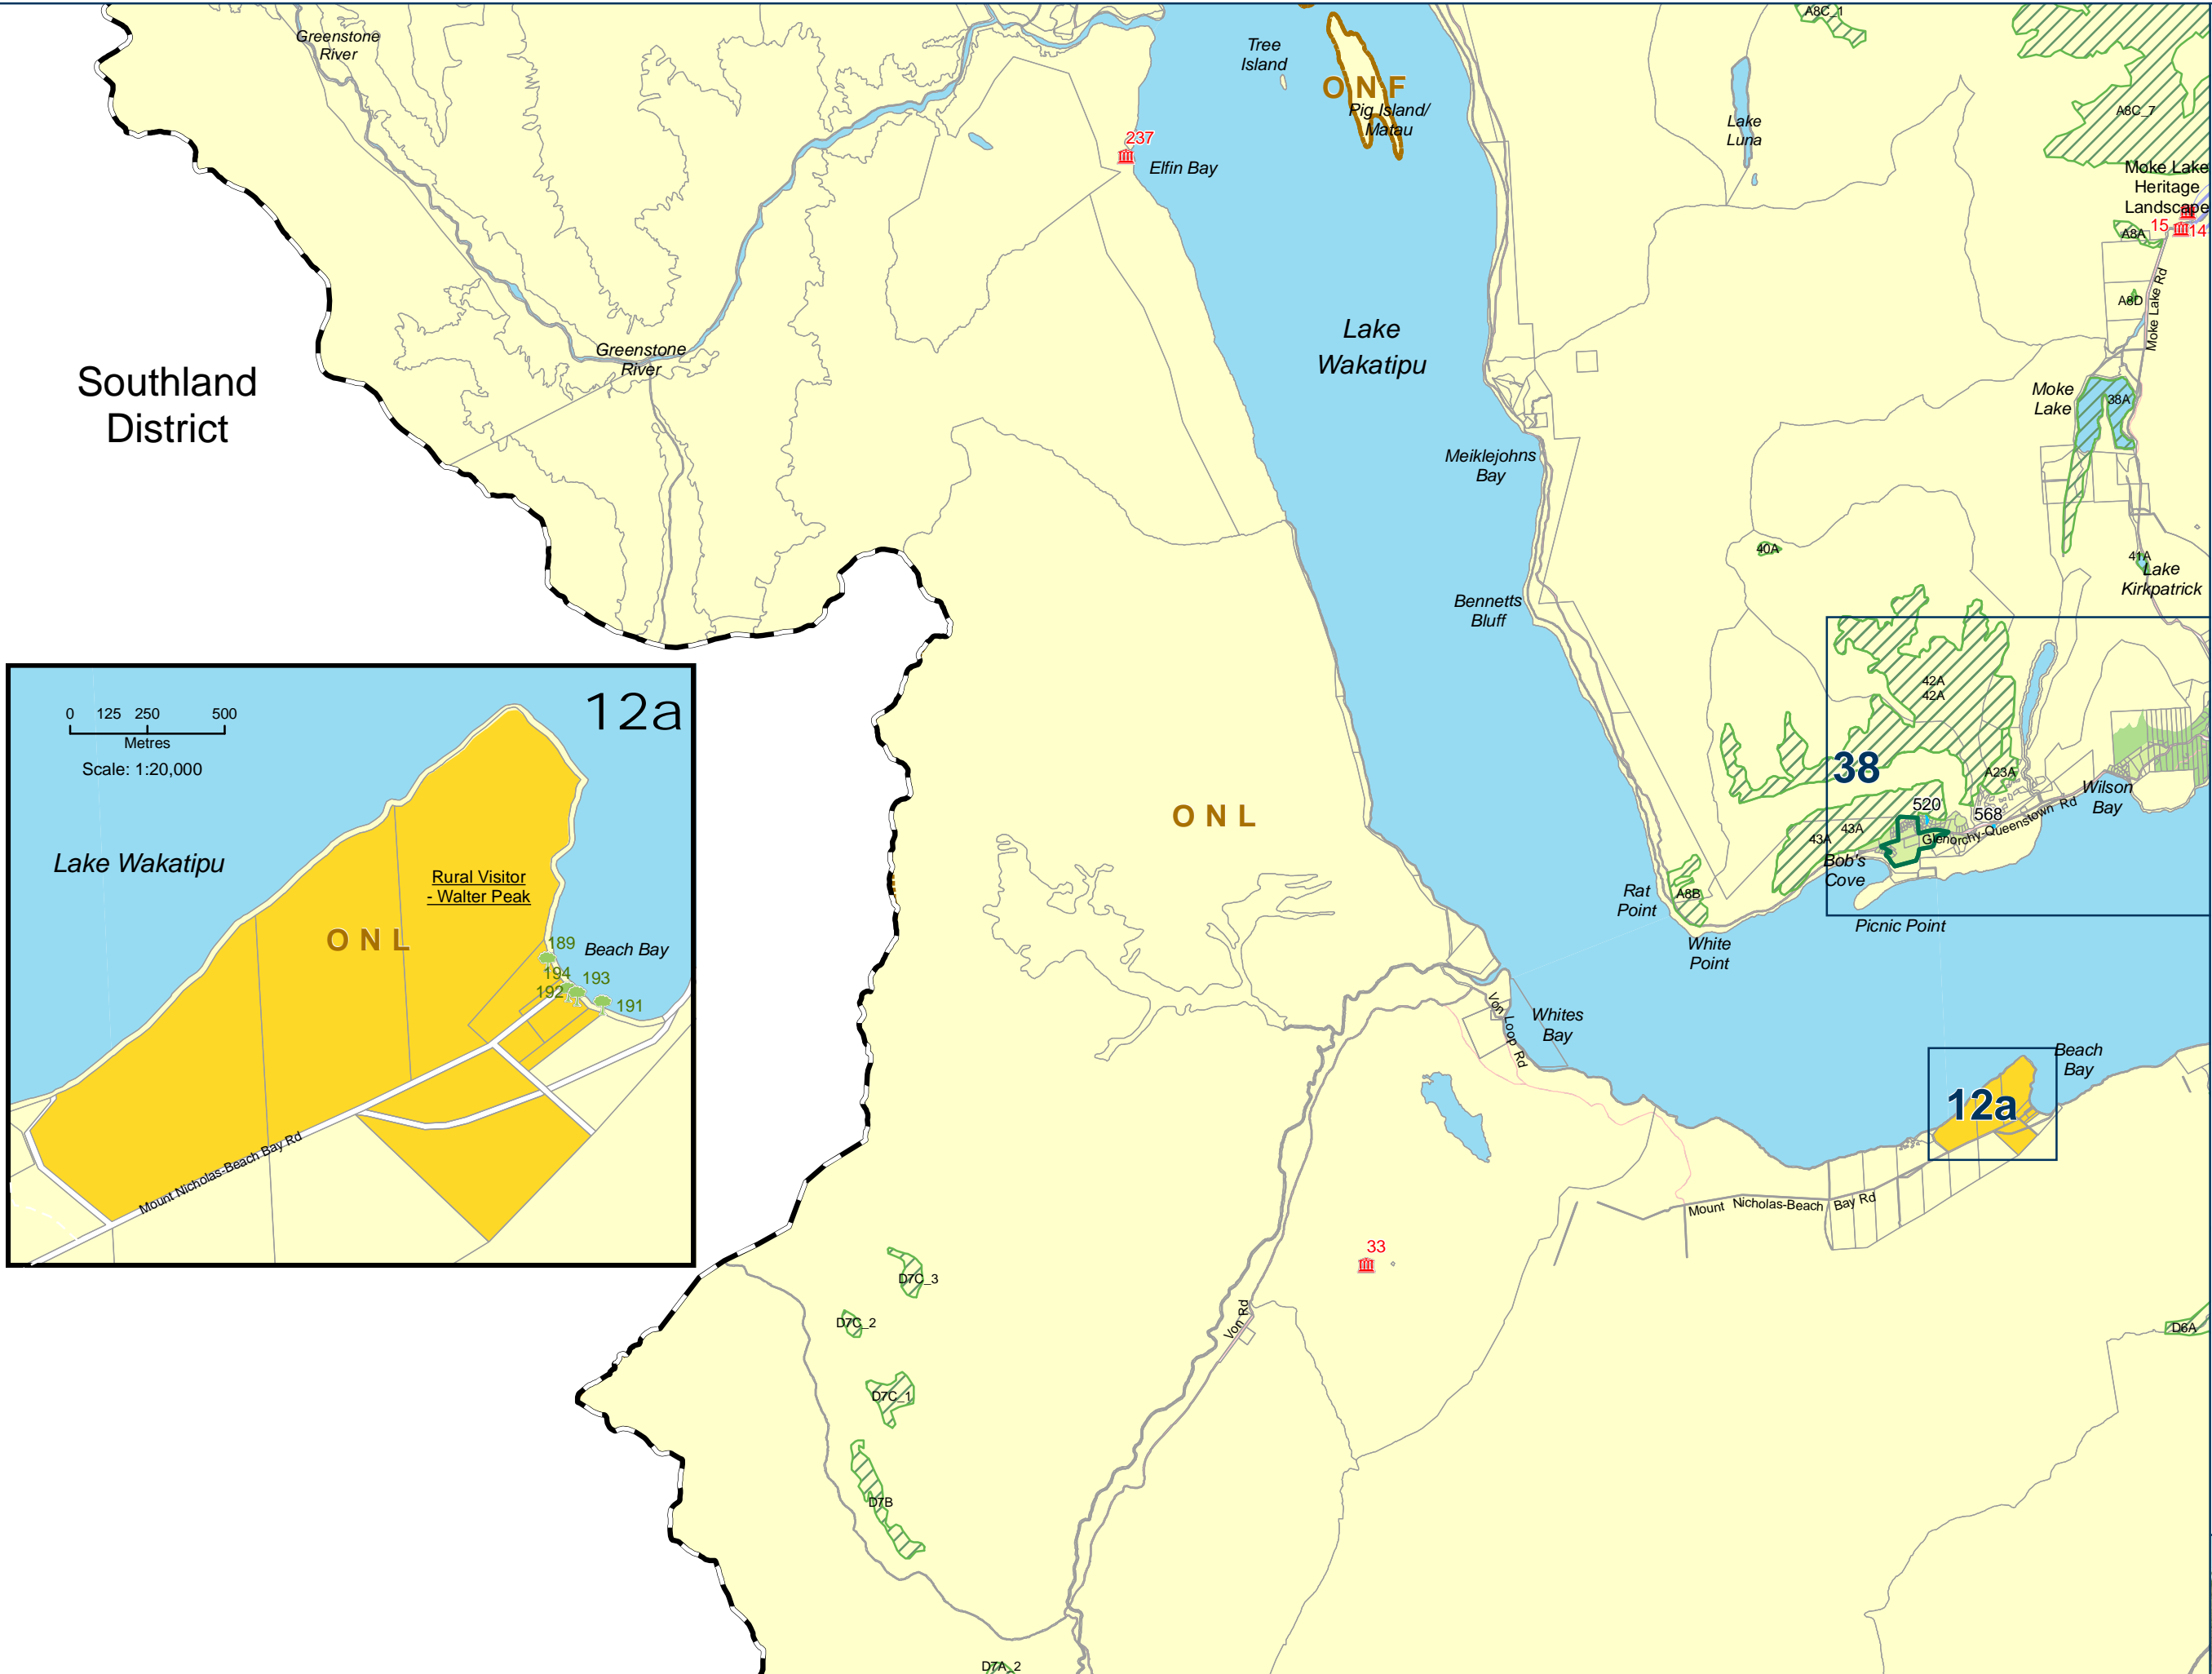 A8C_1
Greenstone
River
Tree
Island
O N F
Pig Island/
Matau
A8C_7
Lake
Luna
237
Elfin Bay
Moke Lake
Heritage
Landscape
15
14
A8A
A8D
Moke Lake Rd
Lake
Wakatipu
Greenstone
River
Southland
District
Moke
Lake
38A
Meiklejohns
Bay
40A
41A
Lake
Kirkpatrick
Bennetts
Bluff
42A
42A
12a
0 125 250 500
Metres
Scale: 1:20,000
38
A23A
Wilson
Bay
520
568
Glenorchy-Queenstown Rd
43A
43A
Bob's
Cove
O N L
Lake Wakatipu
Rural Visitor
- Walter Peak
O N L
189
Beach Bay
194
193
192
191
Rat
Point
A8B
Picnic Point
White
Point
Von Loop Rd
Whites
Bay
Beach
Bay
12a
Mount Nicholas-Beach Bay Rd
Mount Nicholas-Beach Bay Rd
33
D7C_3
D7C_2
Von Rd
D6A
D7C_1
D7B
D7A_2